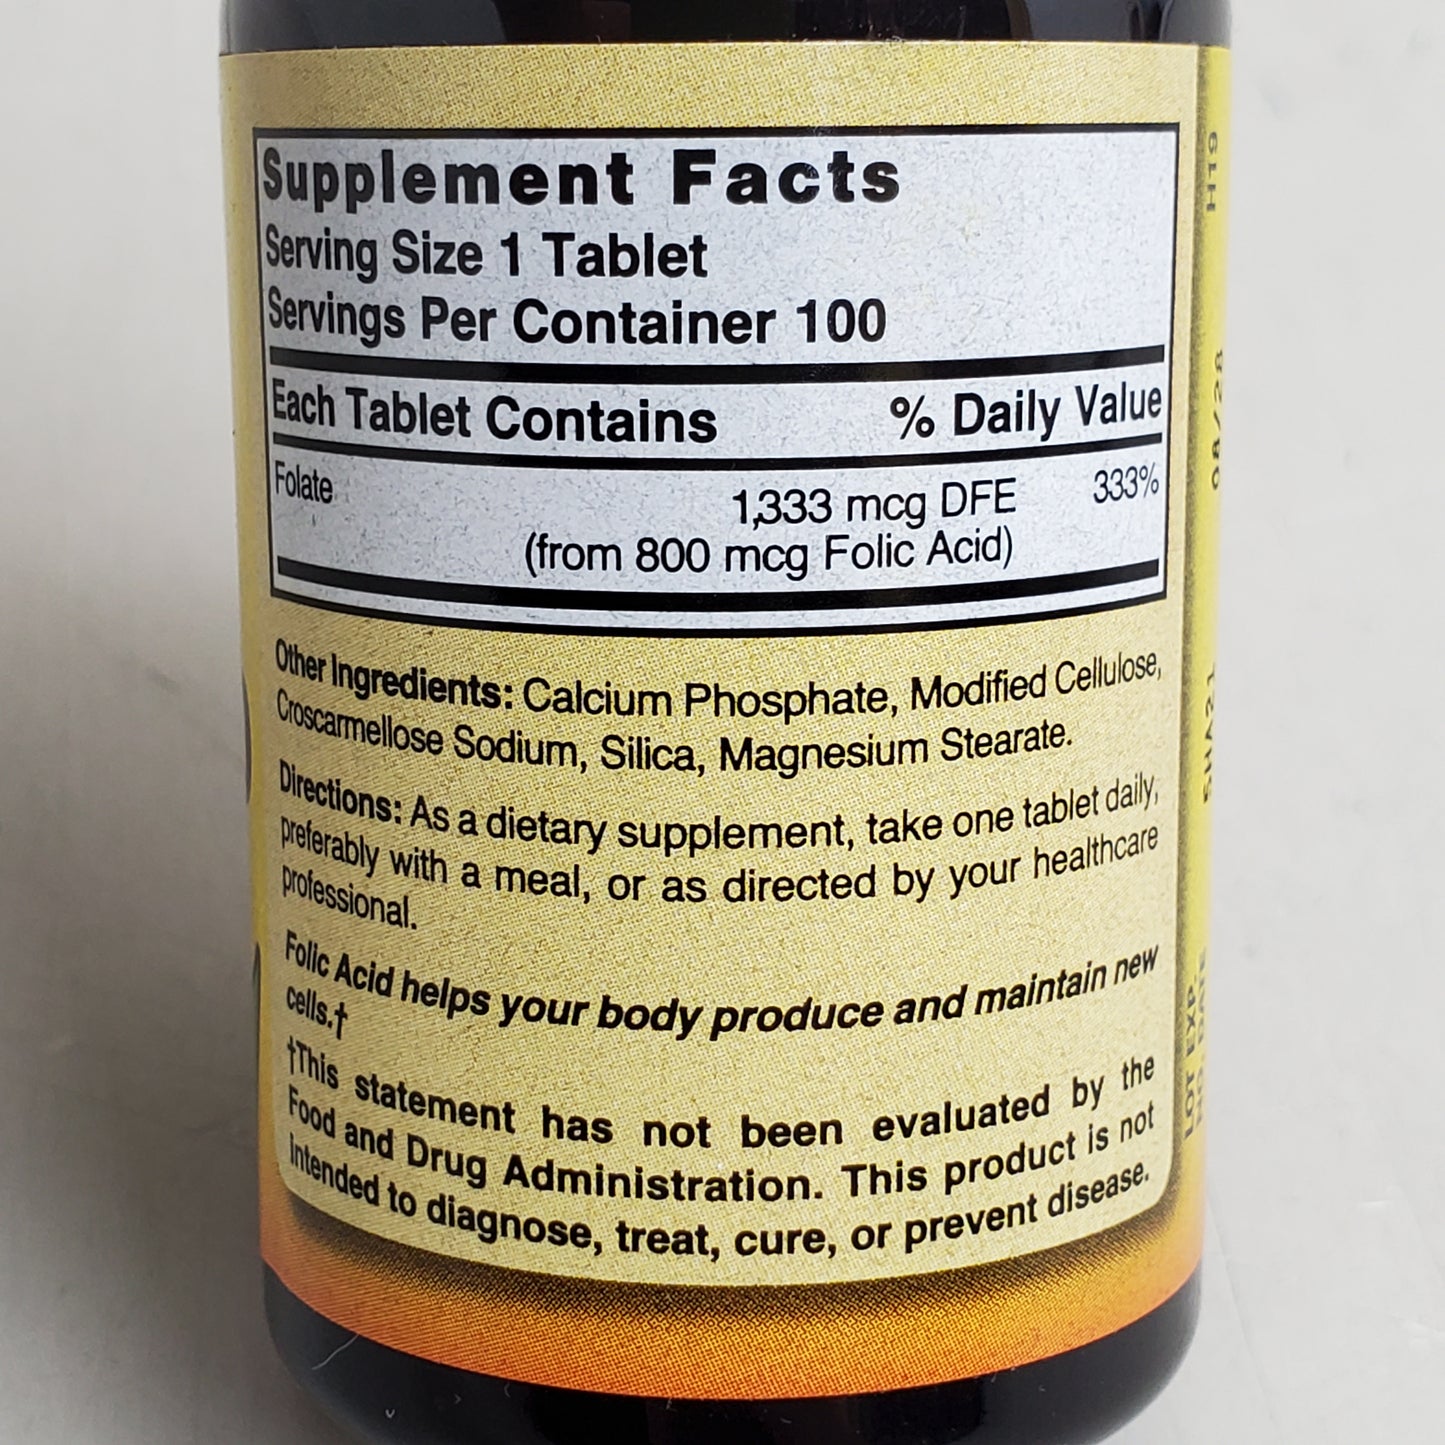 Supplement Facts
Serving Size 1 Tablet
Servings Per Container 100
Each Tablet Contains % Daily Value
Folate 1,333 mcg DFE 333%
(from 800 mcg Folic Acid)
Other Ingredients: Calcium Phosphate, Modified Cellulose,
Croscarmellose Sodium, Silica, Magnesium Stearate.
Directions: As a dietary supplement, take one tablet daily,
preferably with a meal, or as directed by your healthcare
professional.
Folic Acid helps your body produce and maintain new
cells.†
†This statement has not been evaluated by the
Food and Drug Administration. This product is not
intended to diagnose, treat, cure, or prevent disease.
LOT EXP.
H19